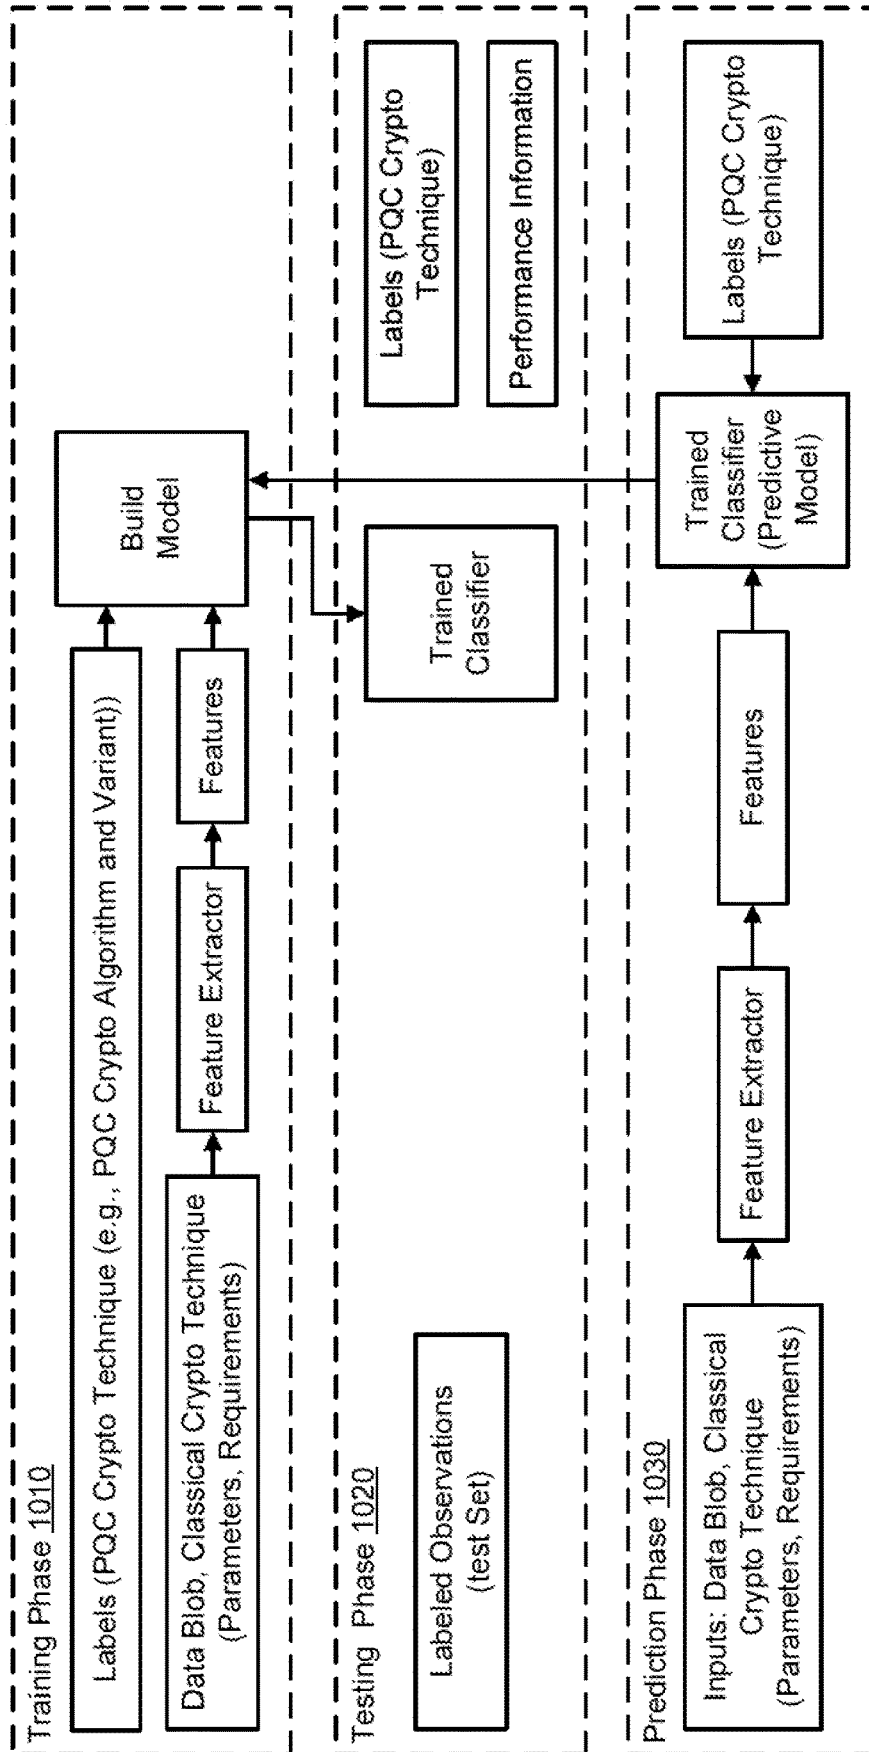 Training Phase 1010
Labels (PQC Crypto Technique (e.g., PQC Crypto Algorithm and Variant))
Data Blob, Classical Crypto Technique
(Parameters, Requirements)
Feature Extractor
Features
Build
Model
Testing Phase 1020
Labeled Observations
(test Set)
Trained
Classifier
Labels (PQC Crypto
Technique)
Performance Information
Prediction Phase 1030
Inputs: Data Blob, Classical
Crypto Technique
(Parameters, Requirements)
Feature Extractor
Features
Trained
Classifier
(Predictive
Model)
Labels (PQC Crypto
Technique)